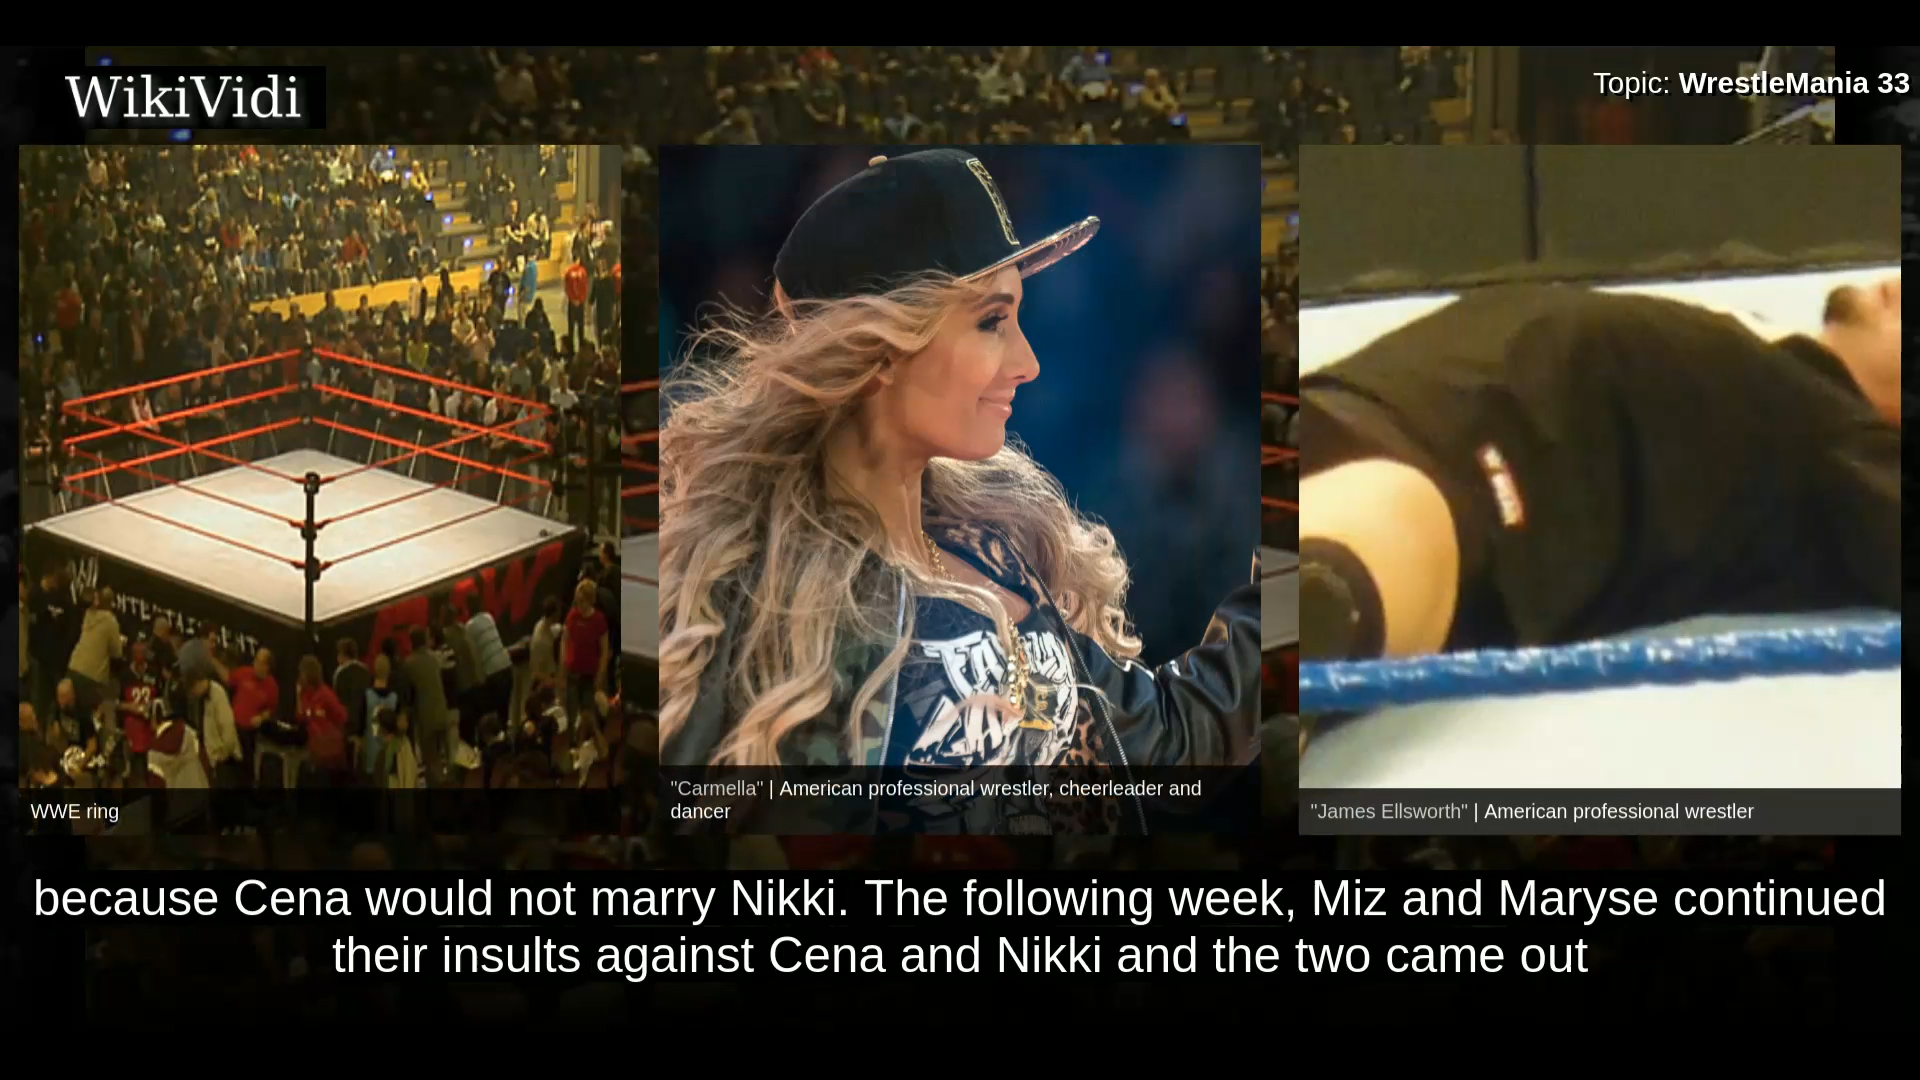 WikiVidi
Topic: WrestleMania 33
WWE ring
"Carmella" | American professional wrestler, cheerleader and
dancer
"James Ellsworth" | American professional wrestler
because Cena would not marry Nikki. The following week, Miz and Maryse continued
their insults against Cena and Nikki and the two came out